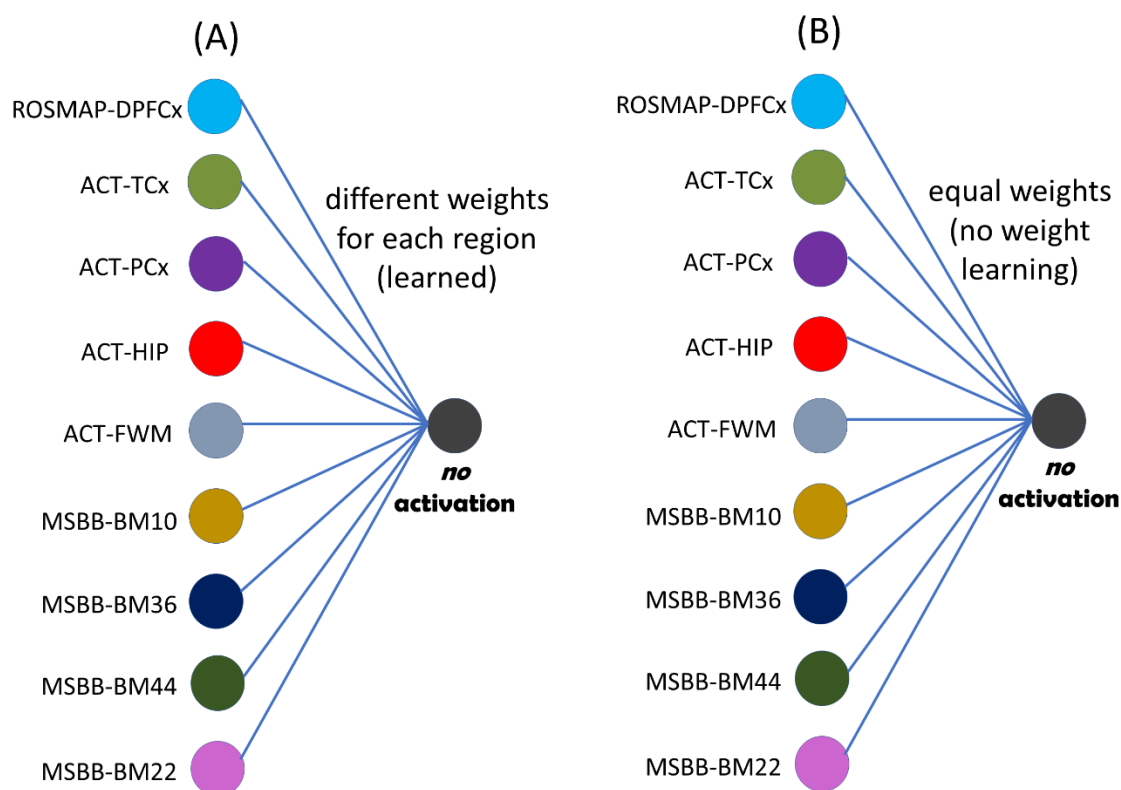 (A)
ROSMAP-DPFCx
ACT-TCx
different weights
for each region
(learned)
ACT-PCx
ACT-HIP
ACT-FWM
no
activation
MSBB-BM10
MSBB-BM36
MSBB-BM44
MSBB-BM22
(B)
ROSMAP-DPFCx
ACT-TCx
equal weights
(no weight
learning)
ACT-PCx
ACT-HIP
ACT-FWM
no
activation
MSBB-BM10
MSBB-BM36
MSBB-BM44
MSBB-BM22